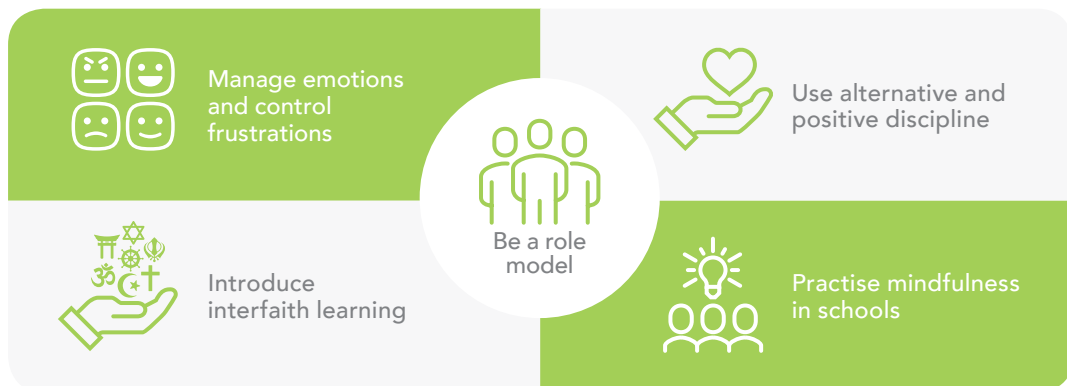 Manage emotions
and control
frustrations
Use alternative and
positive discipline
Be a role
model
Introduce
interfaith learning
Practise mindfulness
in schools